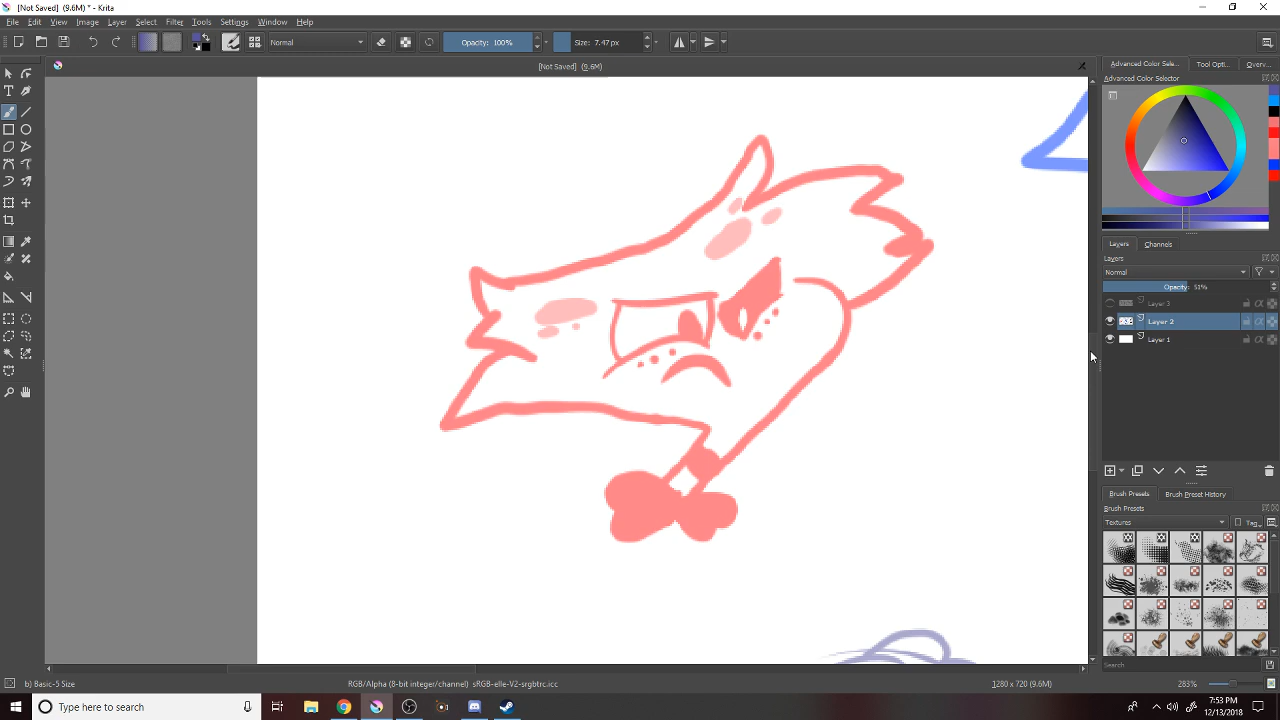 [Not Saved] (9.6M) * - Krita
File Edit View Image Layer Select Filter Tools Settings Window Help
Normal Opacity: 100% Size: 7.47 px
[Not Saved] (9.6M)
Advanced Color Sele... Tool Opti... Overv...
Advanced Color Selector
Layers Channels
Layers
Normal
Opacity: 51%
Layer 3
Layer 2
Layer 1
Brush Presets Brush Preset History
Brush Presets
Textures Tag
Search
b) Basic-5 Size RGB/Alpha (8-bit integer/channel) sRGB-elle-V2-srgbtrc.icc 1280 x 720 (9.6M) 283%
Type here to search
7:53 PM
12/13/2018